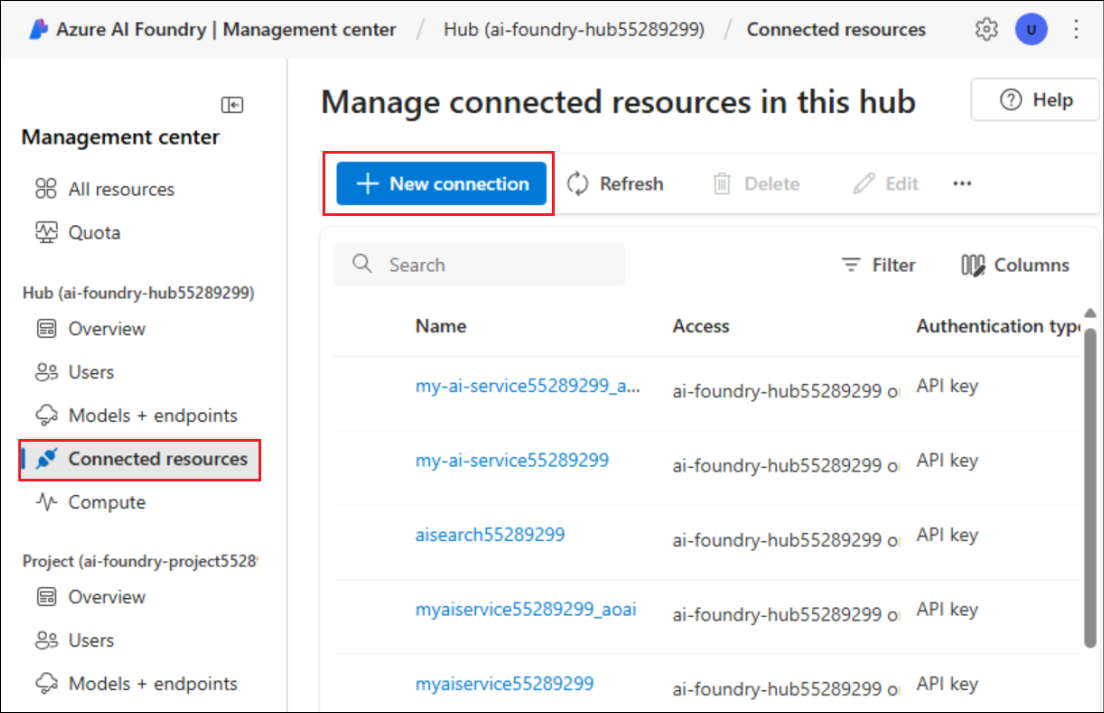 Azure AI Foundry | Management center / Hub (ai-foundry-hub55289299) / Connected resources U
Management center
All resources
Quota
Hub (ai-foundry-hub55289299)
Overview
Users
Models + endpoints
Connected resources
Compute
Project (ai-foundry-project5528
Overview
Users
Models + endpoints
Manage connected resources in this hub
Help
New connection Refresh Delete Edit ...
Search Filter Columns
Name Access Authentication type
my-ai-service55289299_a... ai-foundry-hub55289299 API key
my-ai-service55289299 ai-foundry-hub55289299 API key
aisearch55289299 ai-foundry-hub55289299 API key
myaiservice55289299_aoai ai-foundry-hub55289299 API key
myaiservice55289299 ai-foundry-hub55289299 API key